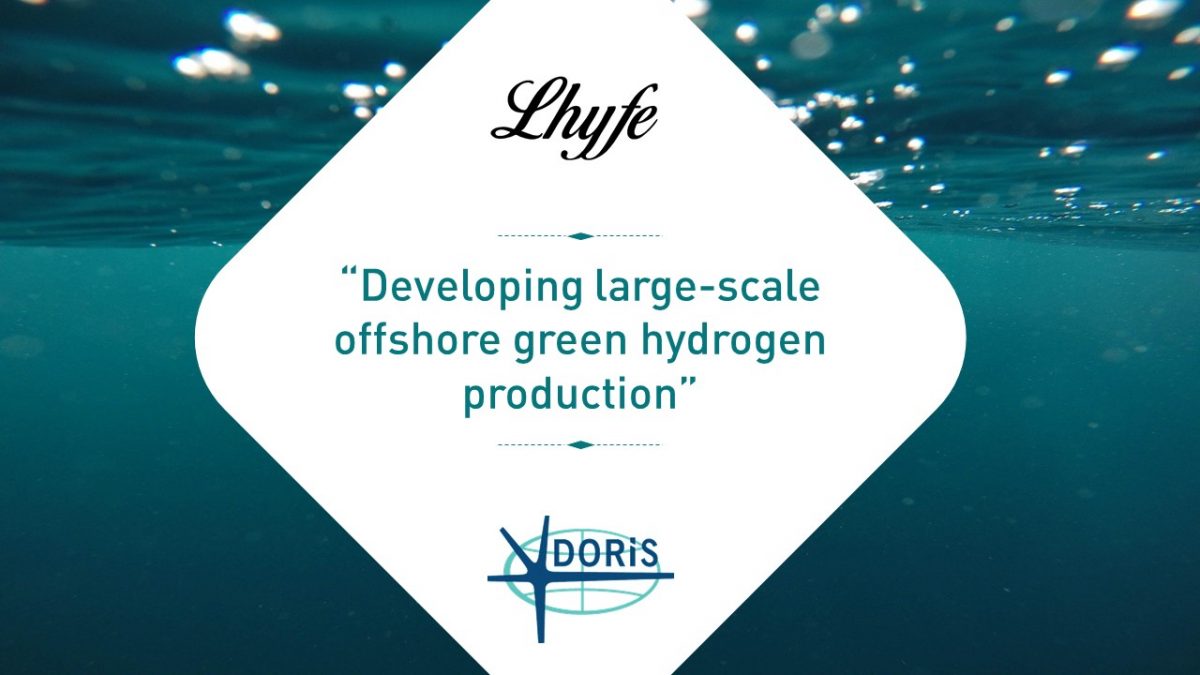 Lhyfe
“Developing large-scale
offshore green hydrogen
production”
DORiS